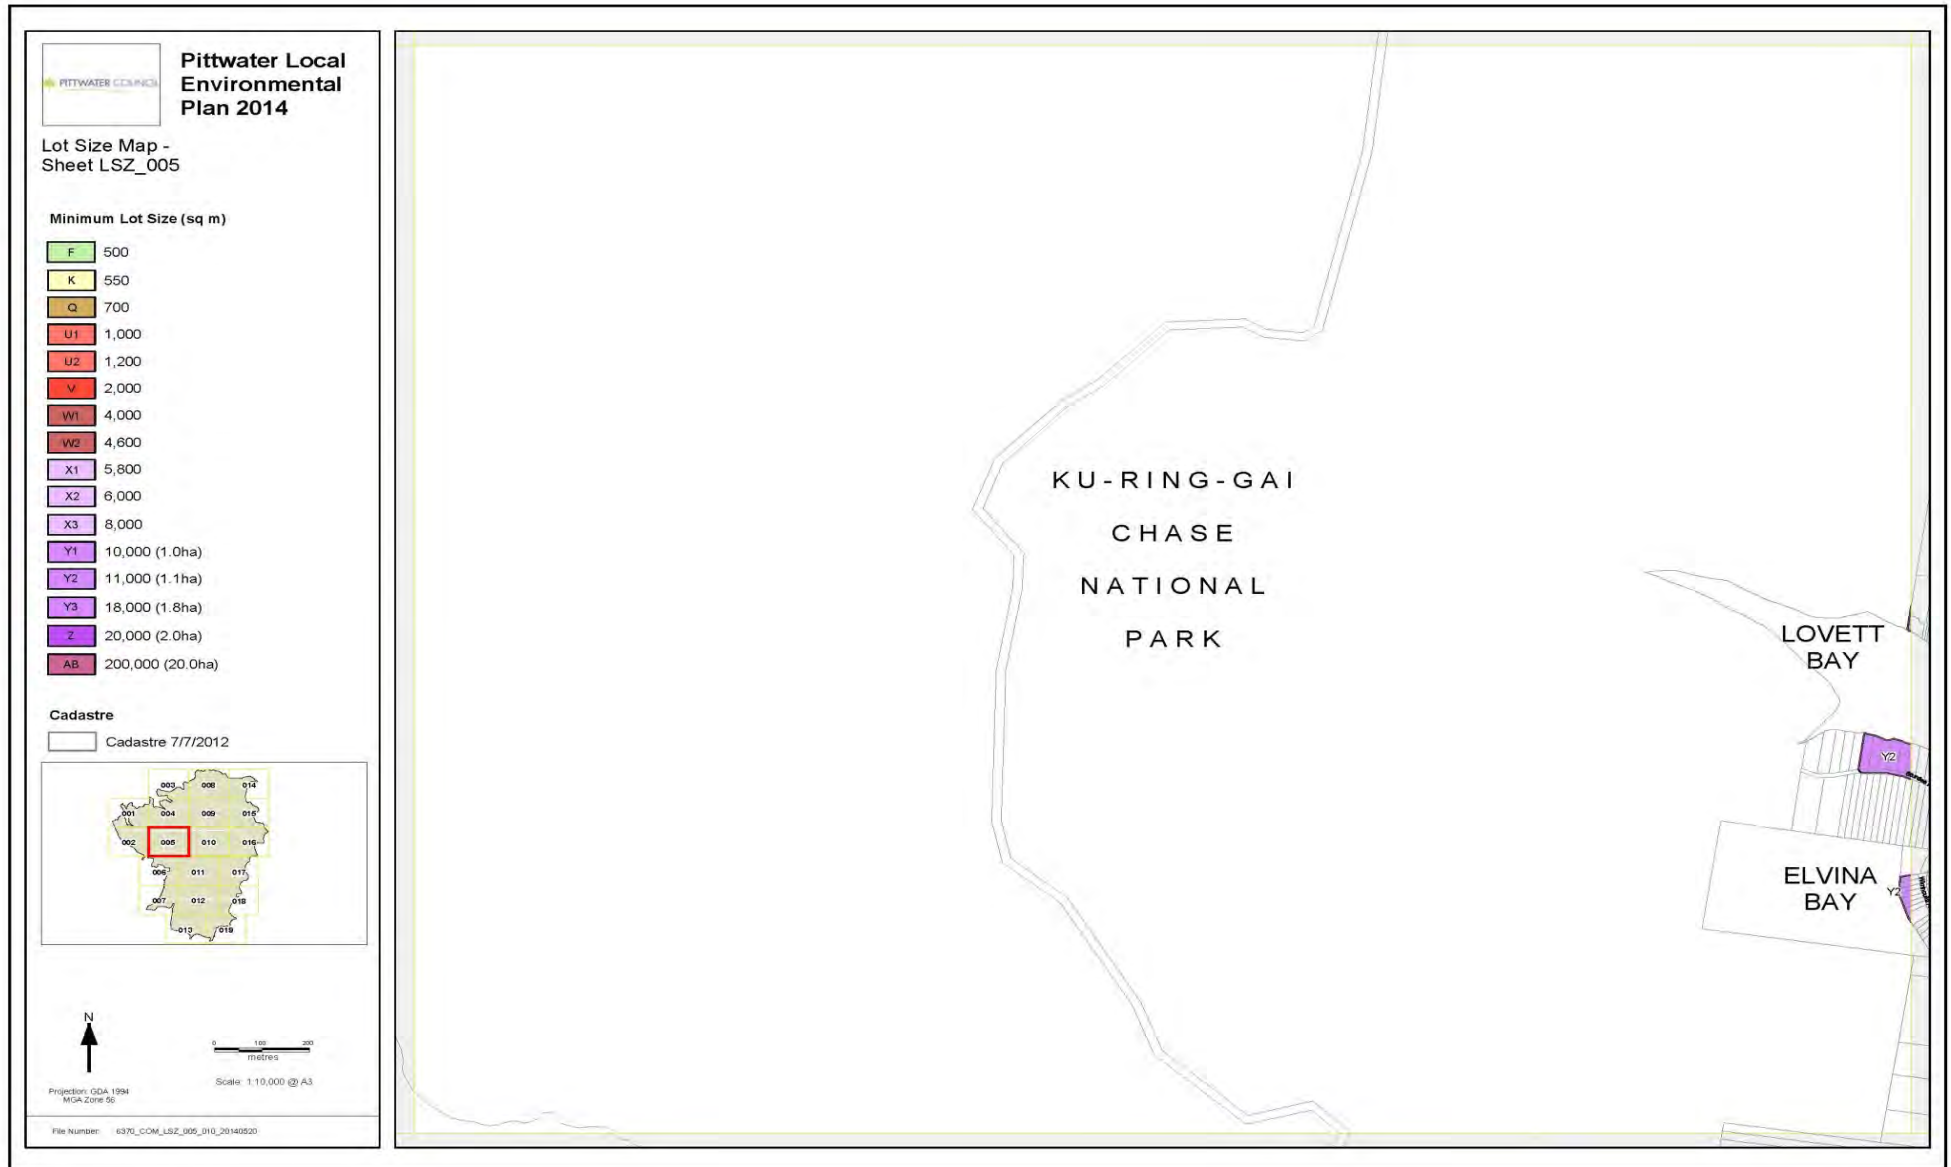 PITTWATER COUNCIL
Pittwater Local
Environmental
Plan 2014
Lot Size Map -
Sheet LSZ_005
Minimum Lot Size (sq m)
F 500
K 550
Q 700
U1 1,000
U2 1,200
V 2,000
W1 4,000
W2 4,600
X1 5,800
X2 6,000
X3 8,000
Y1 10,000 (1.0ha)
Y2 11,000 (1.1ha)
Y3 18,000 (1.8ha)
Z 20,000 (2.0ha)
AB 200,000 (20.0ha)
Cadastre
Cadastre 7/7/2012
003 008 014
001 004 009 015
002 005 010 016
006 011 017
007 012 018
013 019
N
0 100 200
metres
Scale: 1:10,000 @ A3
Projection: GDA 1994
MGA Zone 56
File Number: 6370_COM_LSZ_005_010_20140520
KU-RING-GAI
CHASE
NATIONAL
PARK
LOVETT
BAY
Y2
ELVINA
BAY
Y2